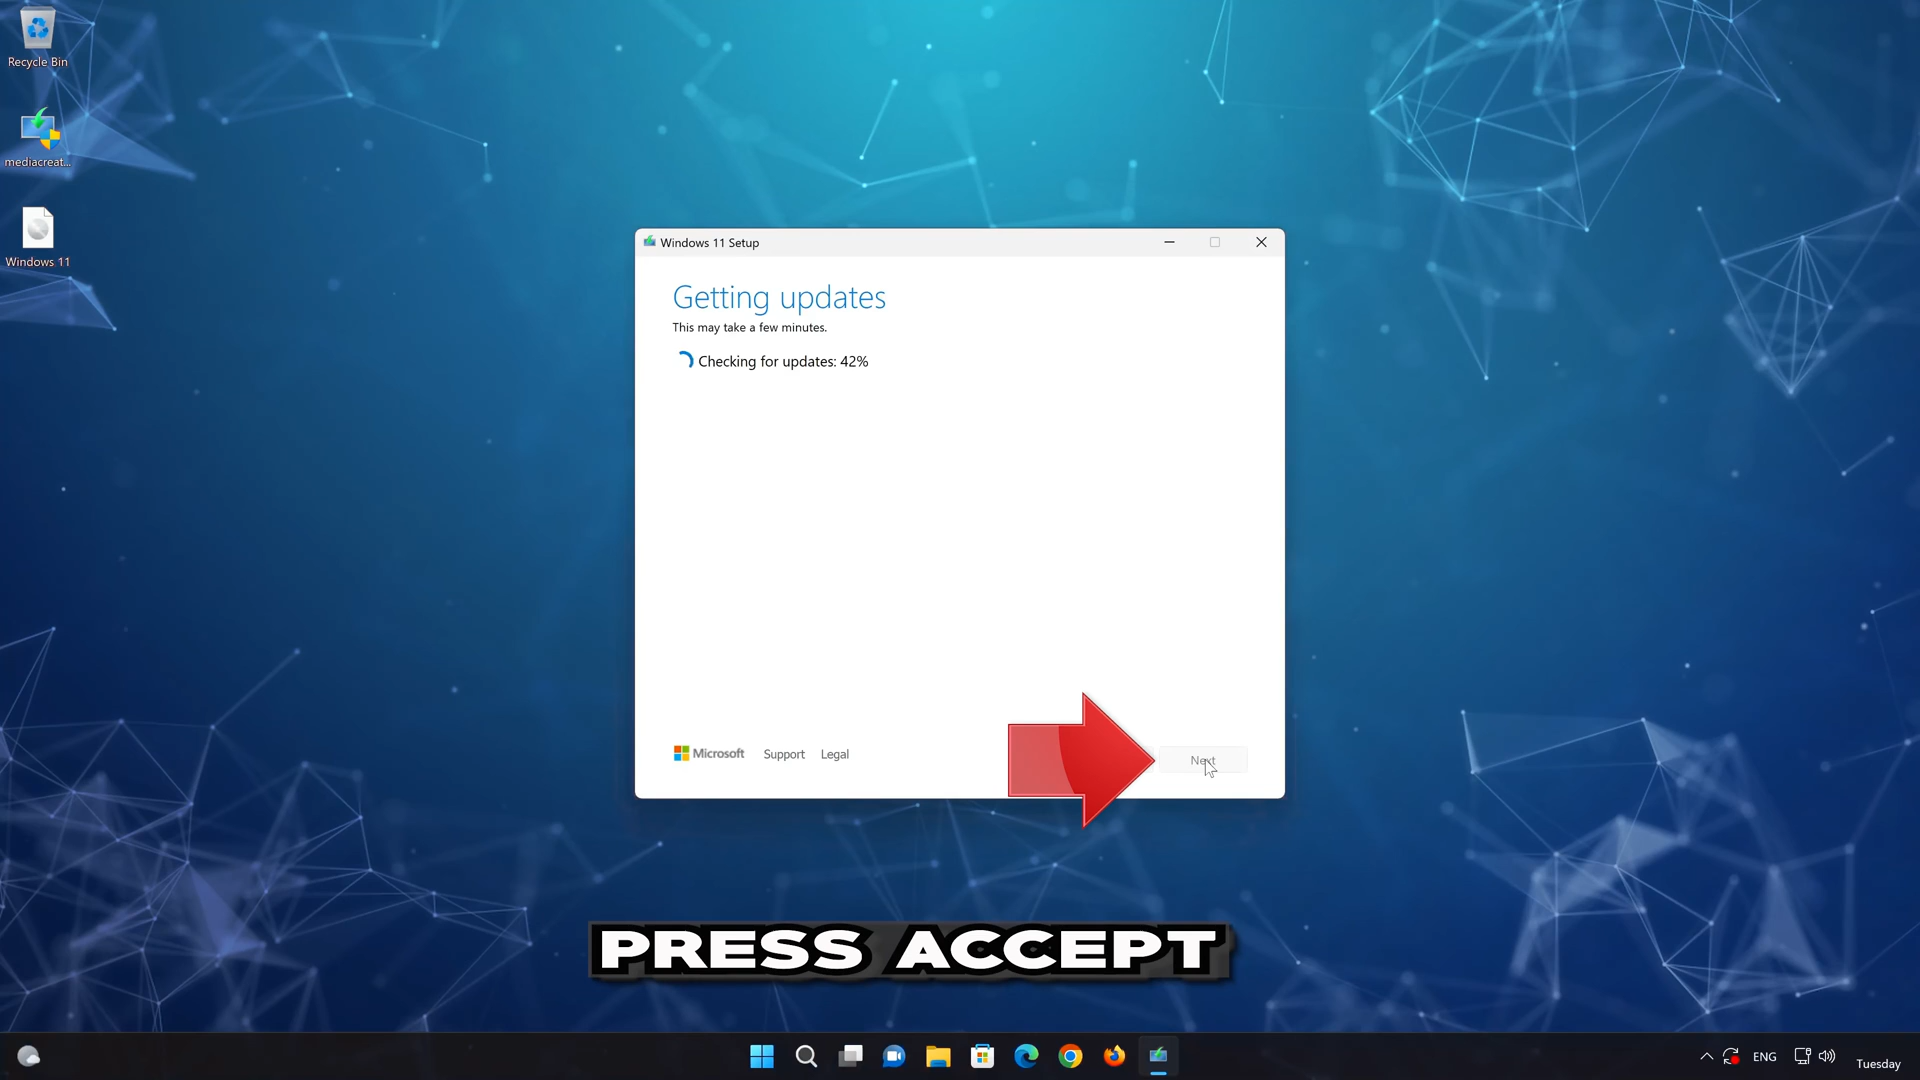 Recycle Bin
mediacreat...
Windows 11
Windows 11 Setup
Getting updates
This may take a few minutes.
Checking for updates: 42%
Microsoft Support Legal
Next
PRESS ACCEPT
ENG
Tuesday